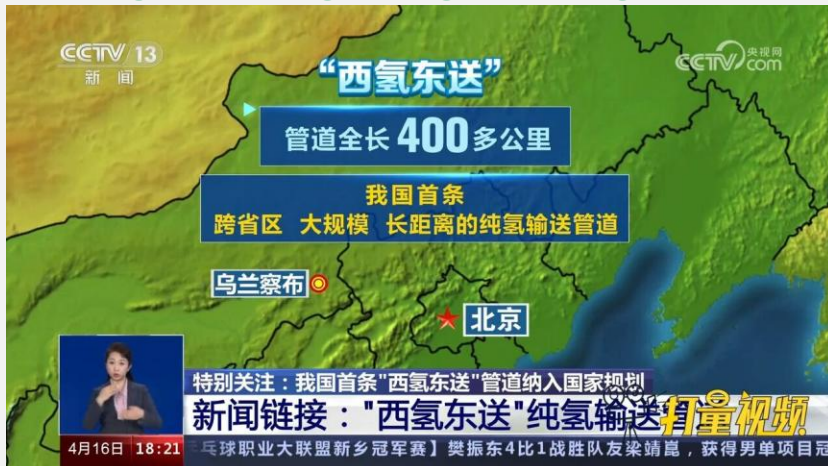 CCTV 13
新闻
CCTV 央视网
com
“西氢东送”
管道全长 400多公里
我国首条
跨省区 大规模 长距离的纯氢输送管道
乌兰察布
北京
特别关注：我国首条"西氢东送"管道纳入国家规划
新闻链接："西氢东送"纯氢输送管
打量视频
4月16日 18:21 乒乓球职业大联盟新乡冠军赛】樊振东4比1战胜队友梁靖崑，获得男单项目冠